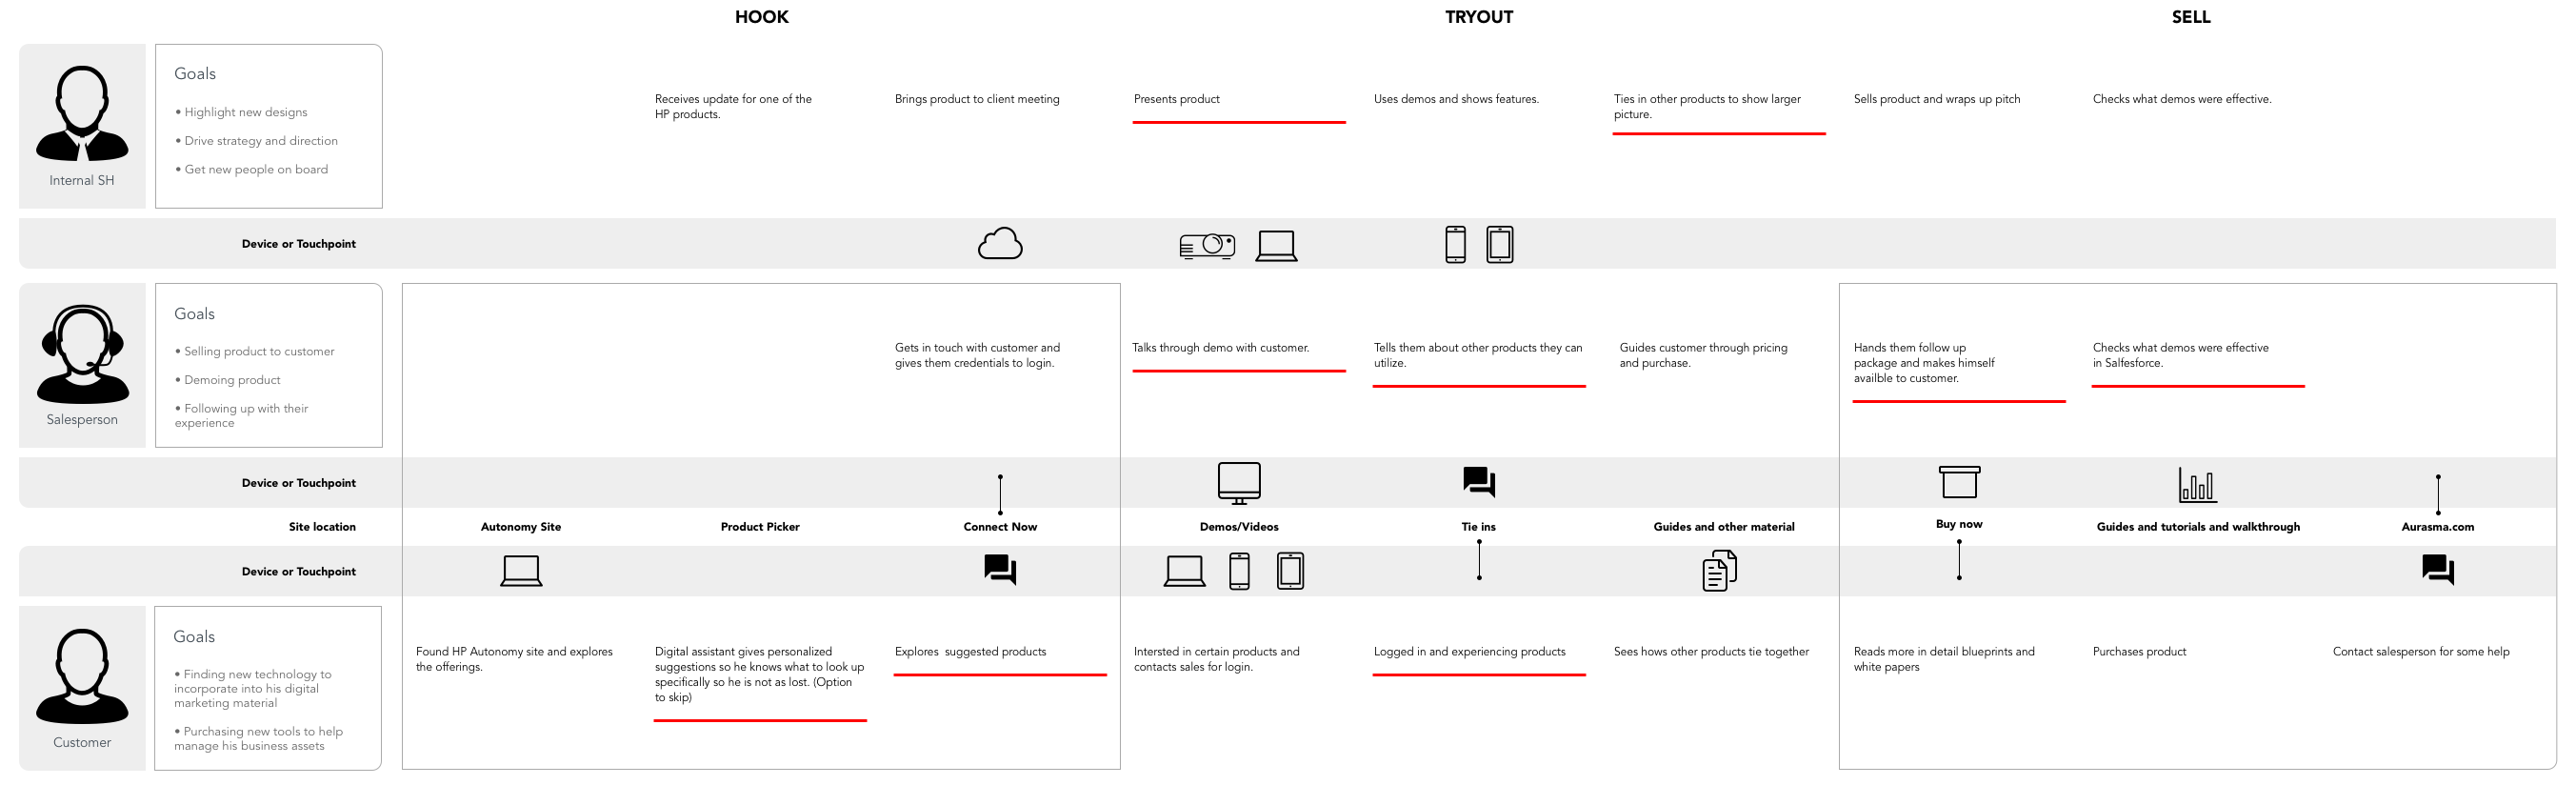 HOOK
TRYOUT
SELL
Internal SH
Goals
• Highlight new designs
• Drive strategy and direction
• Get new people on board
Receives update for one of the
HP products.
Brings product to client meeting
Presents product
Uses demos and shows features.
Ties in other products to show larger
picture.
Sells product and wraps up pitch
Checks what demos were effective.
Device or Touchpoint
Salesperson
Goals
• Selling product to customer
• Demoing product
• Following up with their
experience
Gets in touch with customer and
gives them credentials to login.
Talks through demo with customer.
Tells them about other products they can
utilize.
Guides customer through pricing
and purchase.
Hands them follow up
package and makes himself
availble to customer.
Checks what demos were effective
in Sallfesforce.
Device or Touchpoint
Site location
Autonomy Site
Product Picker
Connect Now
Demos/Videos
Tie ins
Guides and other material
Buy now
Guides and tutorials and walkthrough
Aurasma.com
Device or Touchpoint
Customer
Goals
• Finding new technology to
incorporate into his digital
marketing material
• Purchasing new tools to help
manage his business assets
Found HP Autonomy site and explores
the offerings.
Digital assistant gives personalized
suggestions so he knows what to look up
specifically so he is not as lost. (Option
to skip)
Explores  suggested products
Intersted in certain products and
contacts sales for login.
Logged in and experiencing products
Sees hows other products tie together
Reads more in detail blueprints and
white papers
Purchases product
Contact salesperson for some help